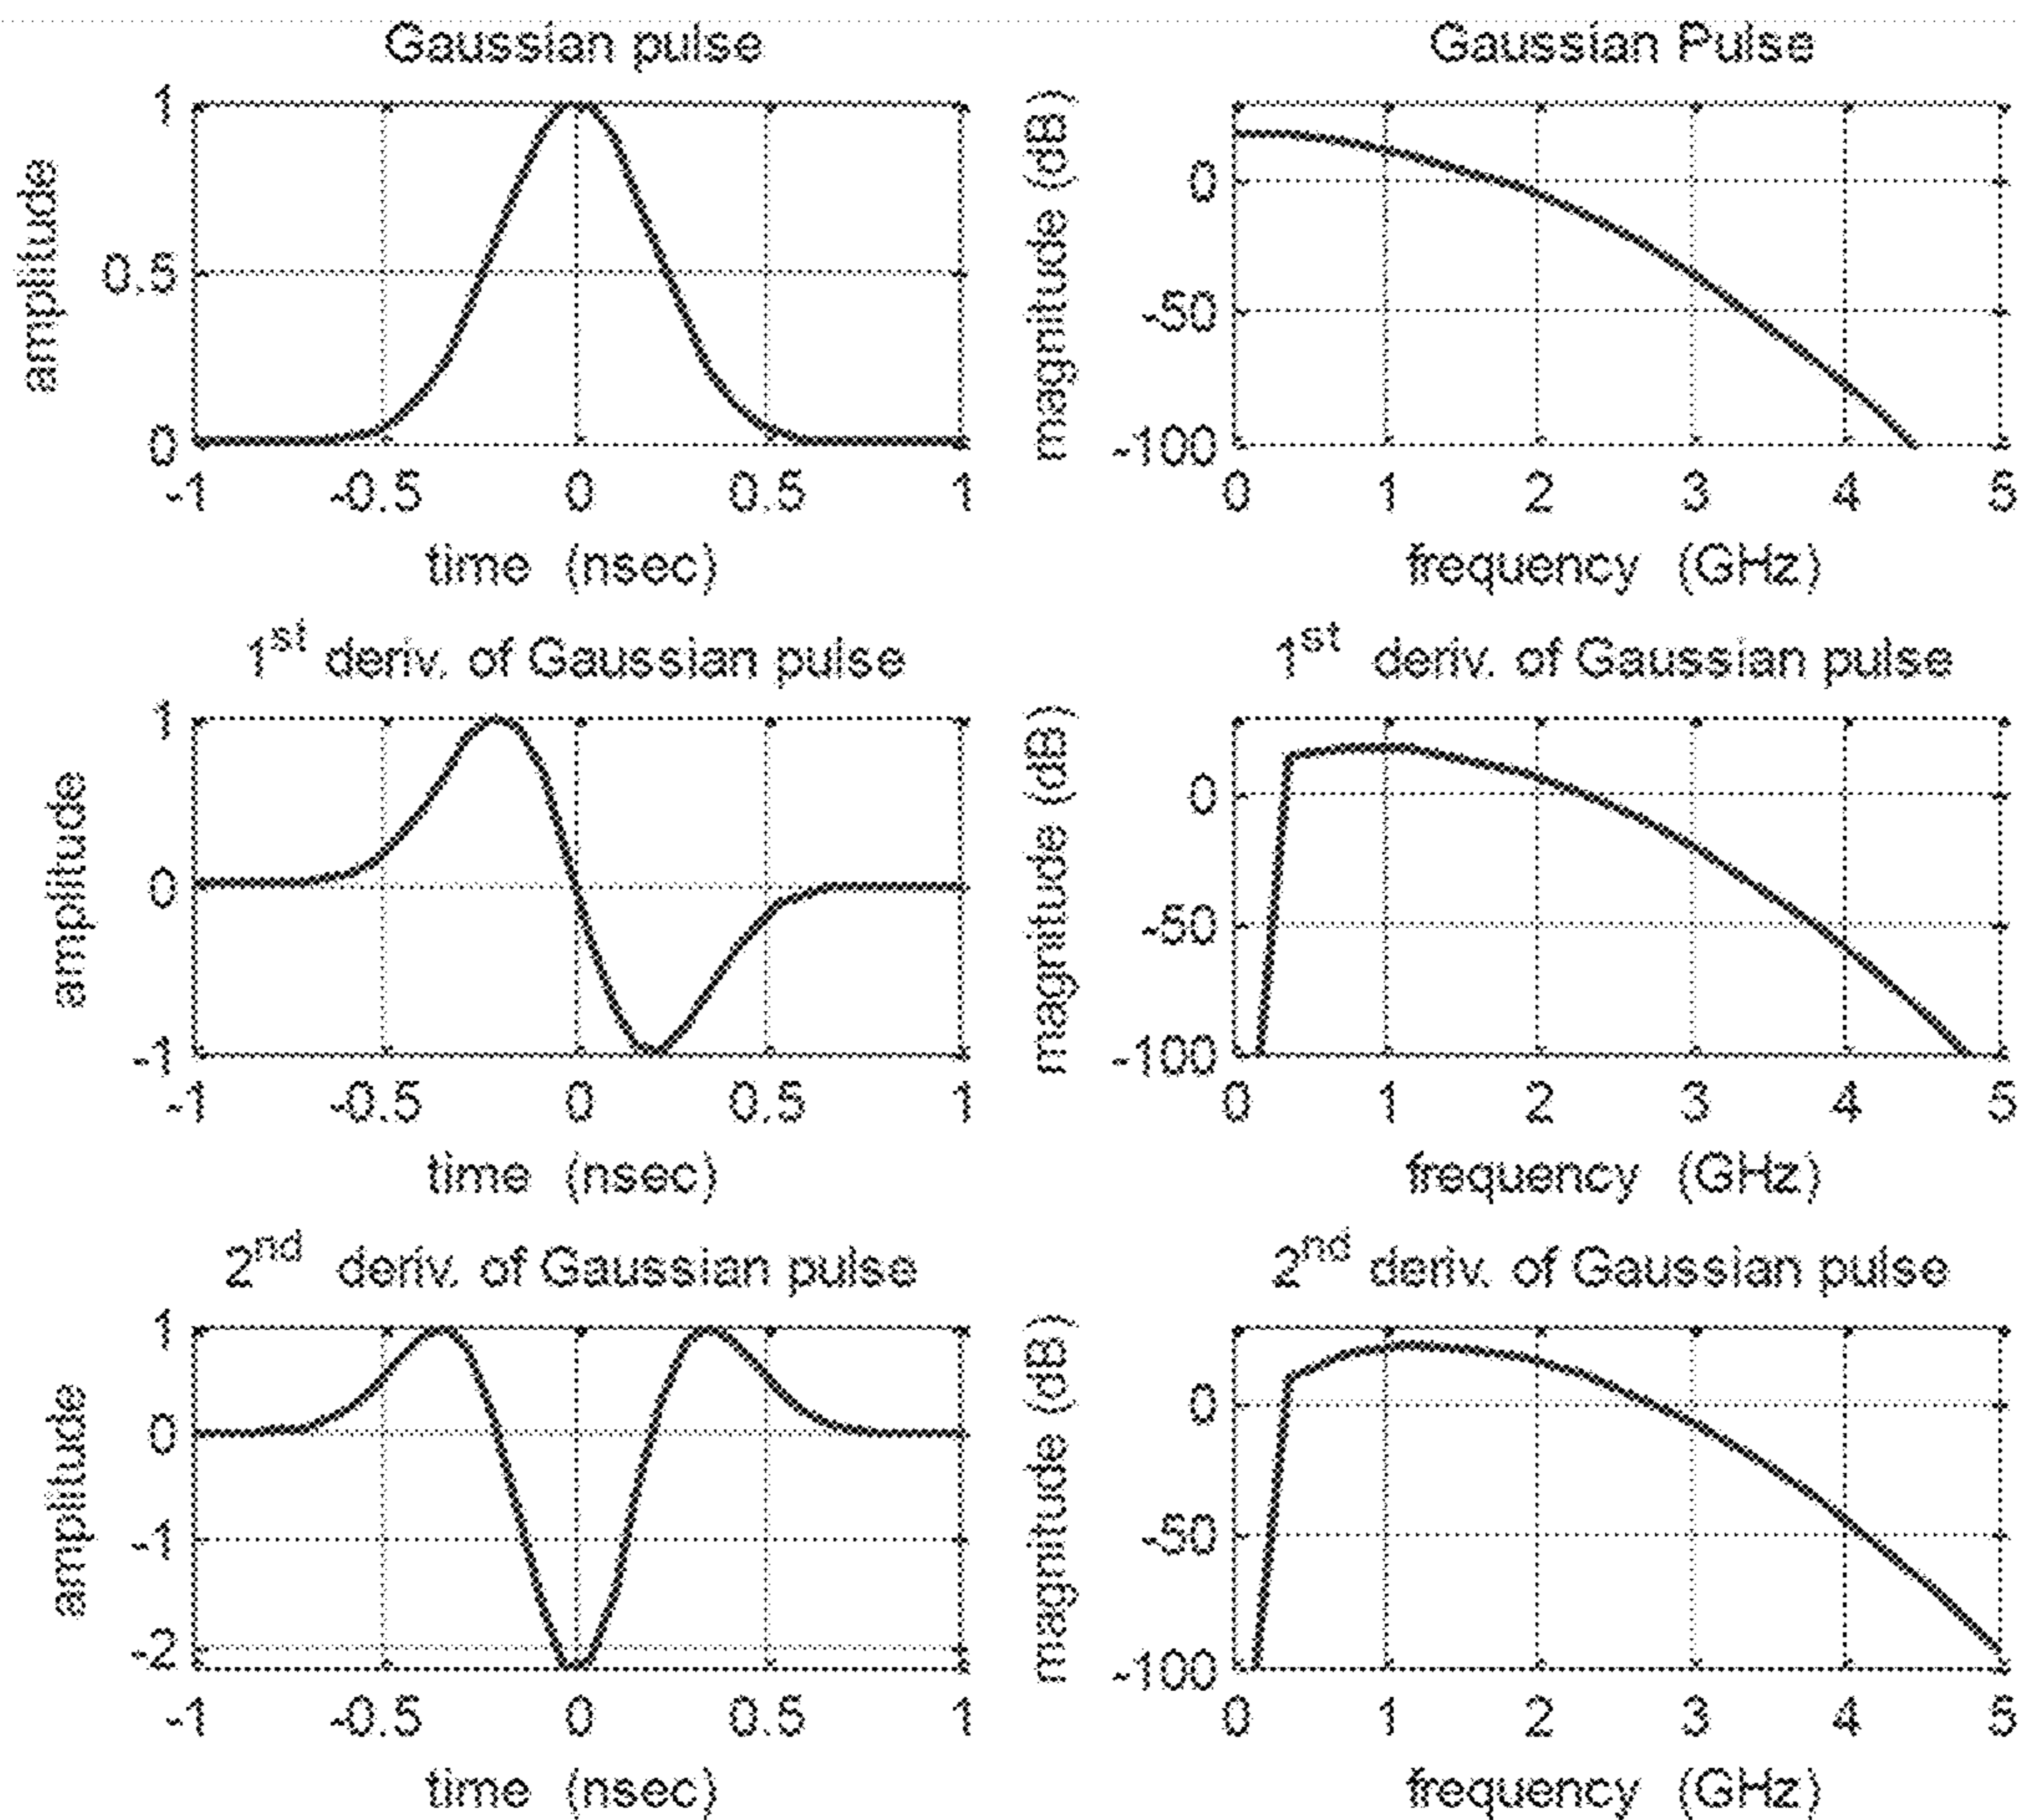 Gaussian pulse
amplitude
1
0.5
0
-1 -0.5 0 0.5 1
time (nsec)
Gaussian Pulse
magnitude (dB)
0
-50
-100
0 1 2 3 4 5
frequency (GHz)
1st deriv. of Gaussian pulse
amplitude
1
0
-1
-1 -0.5 0 0.5 1
time (nsec)
1st deriv. of Gaussian pulse
magnitude (dB)
0
-50
-100
0 1 2 3 4 5
frequency (GHz)
2nd deriv. of Gaussian pulse
amplitude
1
0
-1
-2
-1 -0.5 0 0.5 1
time (nsec)
2nd deriv. of Gaussian pulse
magnitude (dB)
0
-50
-100
0 1 2 3 4 5
frequency (GHz)